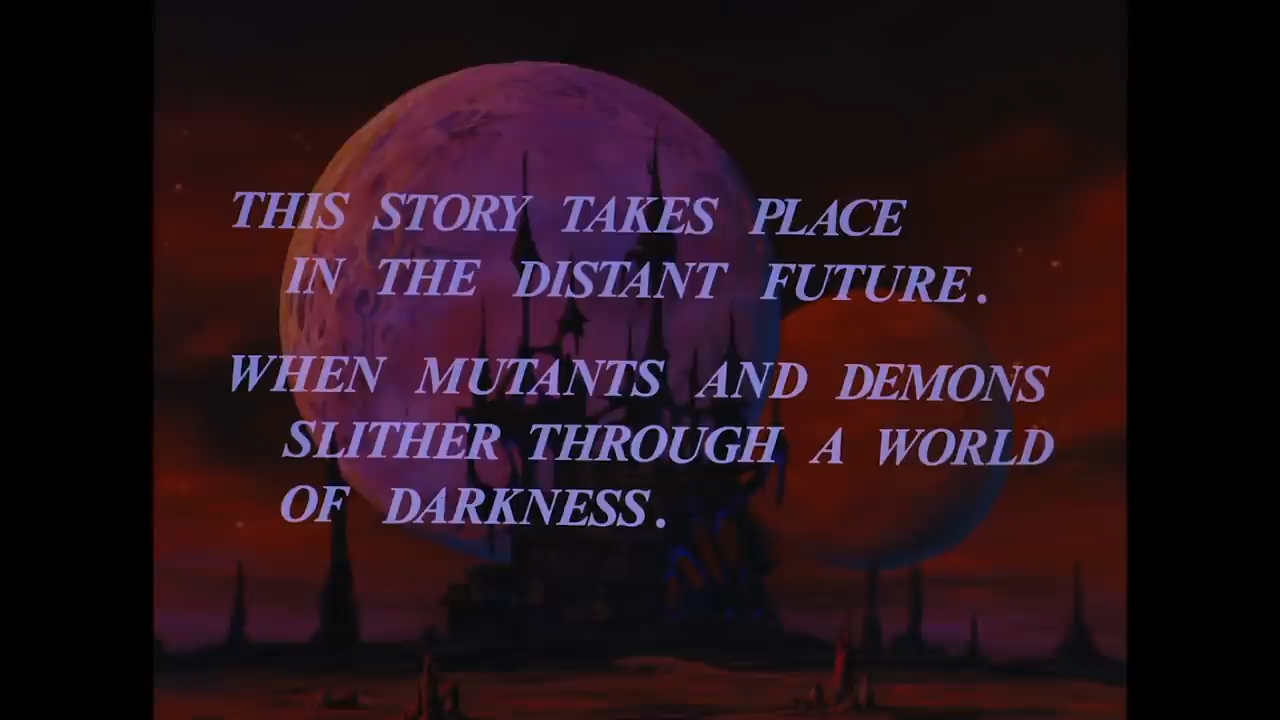 THIS STORY TAKES PLACE
IN THE DISTANT FUTURE.
WHEN MUTANTS AND DEMONS
SLITHER THROUGH A WORLD
OF DARKNESS.